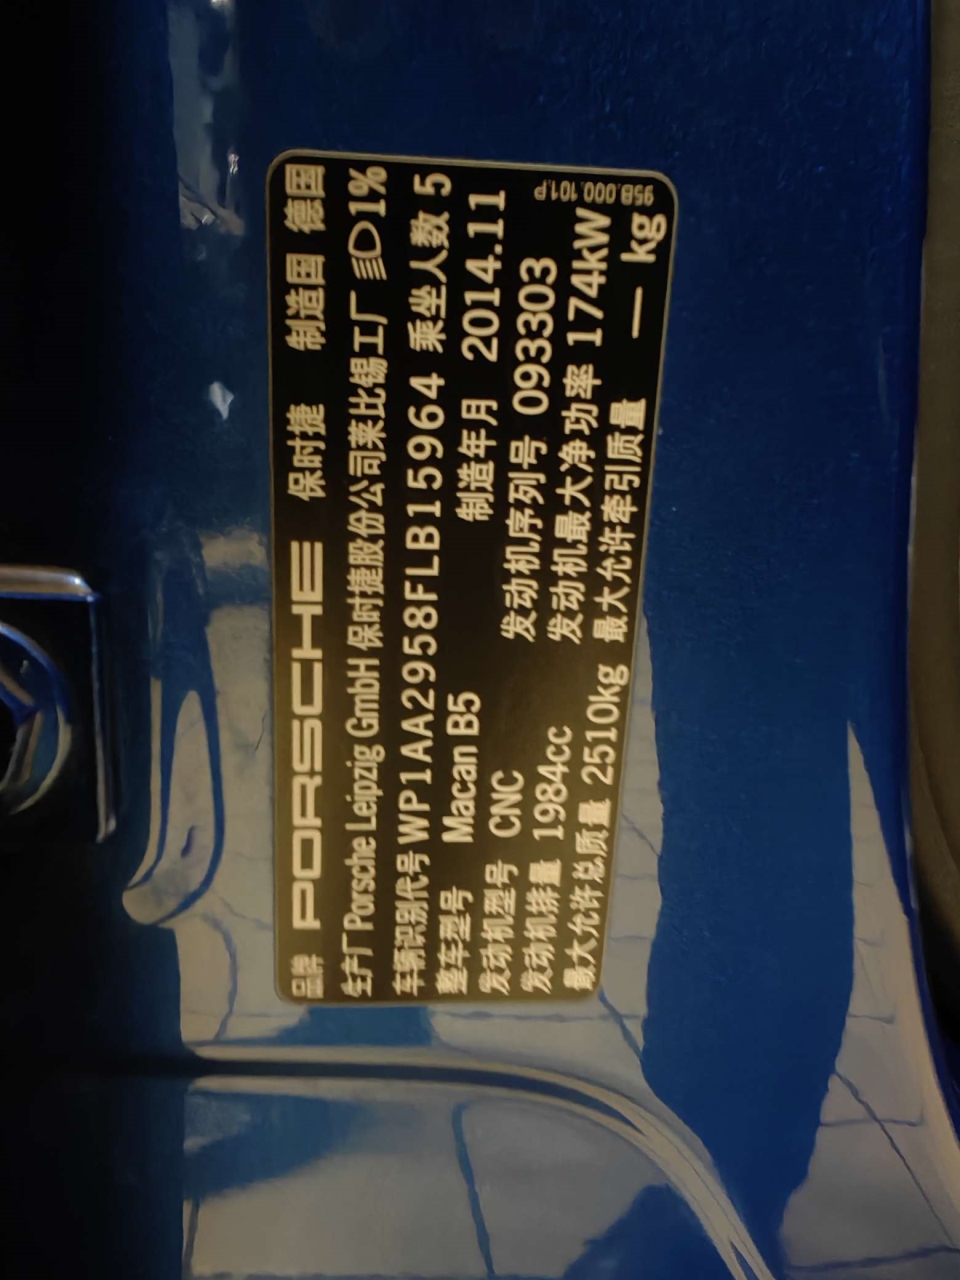 品牌 PORSCHE 保时捷 制造国 德国
生产厂 Porsche Leipzig GmbH 保时捷股份公司莱比锡工厂 1%
车辆识别代号 WP1AA2958FLB15964 乘坐人数 5
整车型号 Macan B5 制造年月 2014.11
发动机型号 CNC 发动机序列号 093303
发动机排量 1984cc 发动机最大净功率 174kW
最大允许总质量 2510kg 最大允许牵引质量 — kg
95B.000.101.P